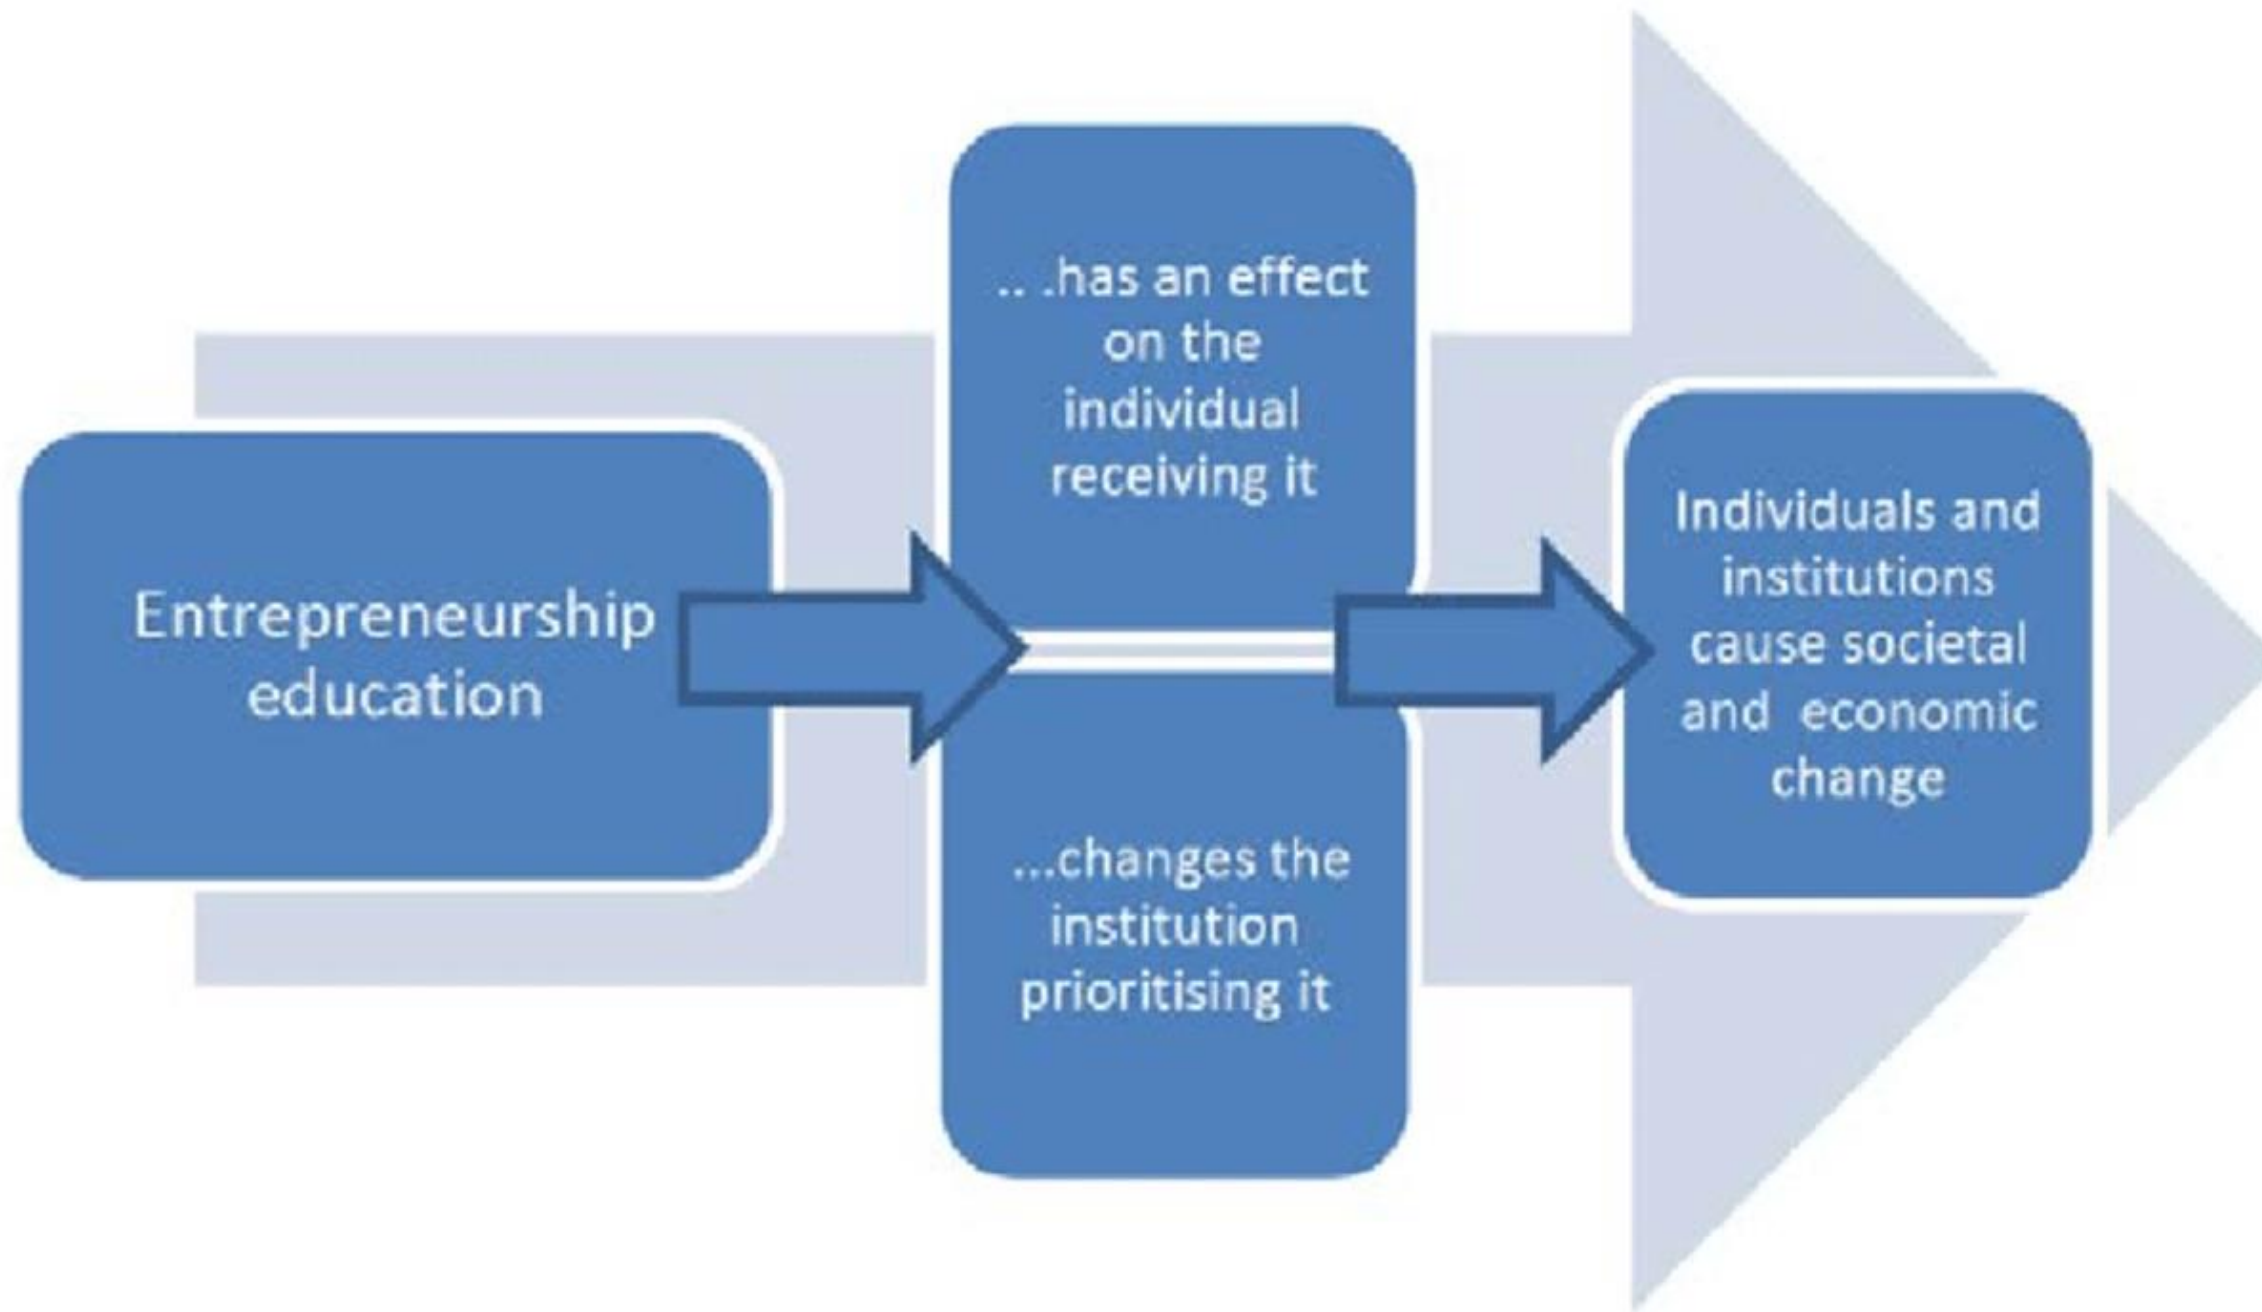 Entrepreneurship
education
.. .has an effect
on the
individual
receiving it
...changes the
institution
prioritising it
Individuals and
institutions
cause societal
and  economic
change